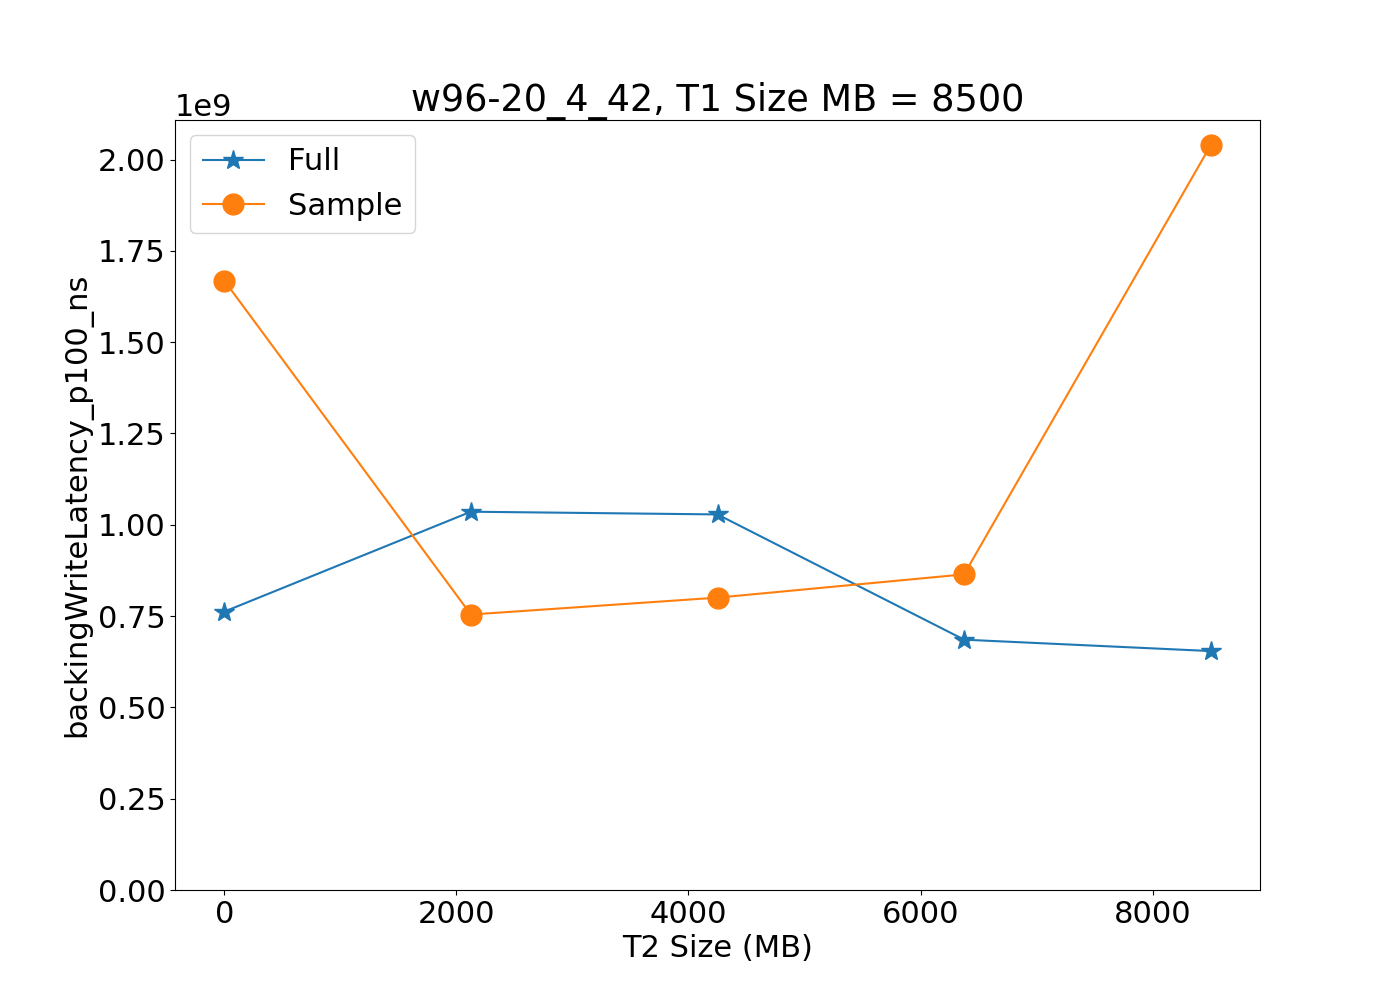 w96-20_4_42, T1 Size MB = 8500
1e9
Full
Sample
2.00
1.75
1.50
1.25
1.00
0.75
0.50
0.25
0.00
backingWriteLatency_p100_ns
0 2000 4000 6000 8000
T2 Size (MB)